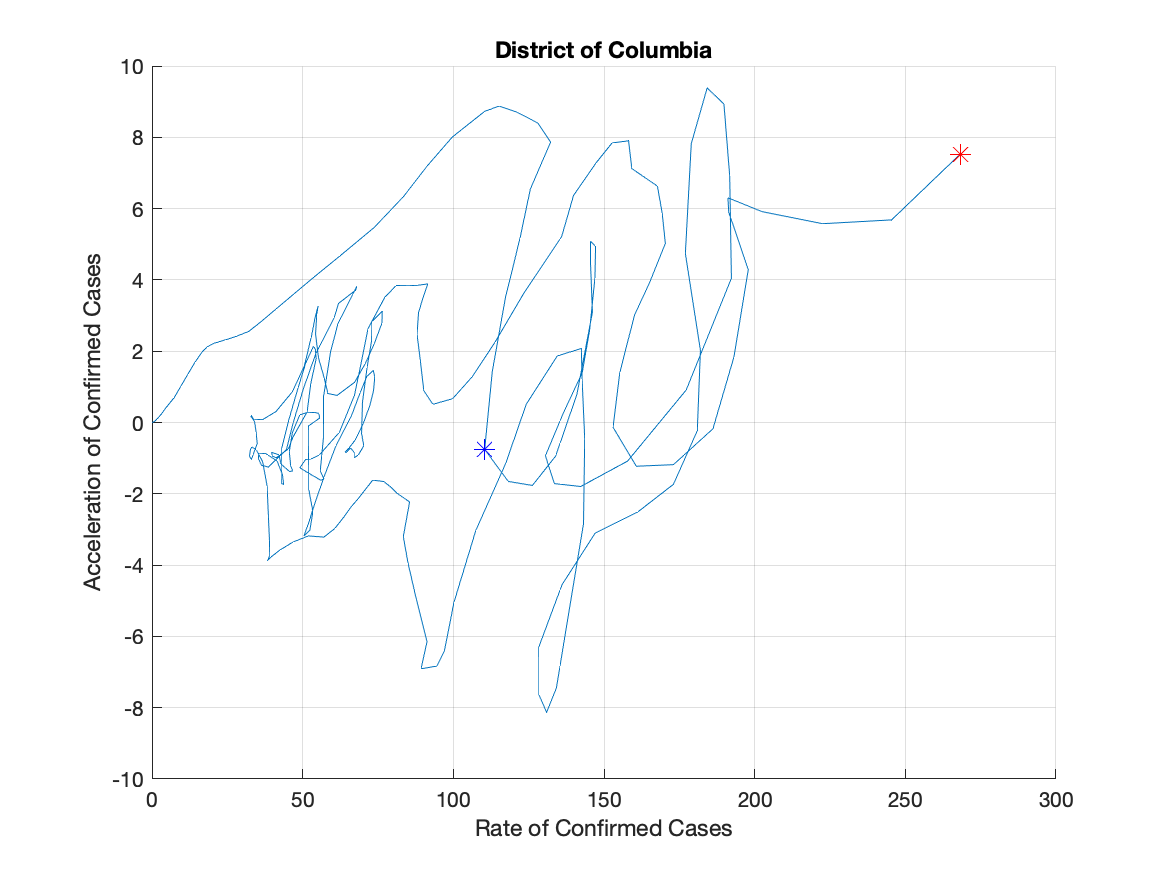 District of Columbia
10
8
6
4
2
0
-2
-4
-6
-8
-10
Acceleration of Confirmed Cases
0 50 100 150 200 250 300
Rate of Confirmed Cases